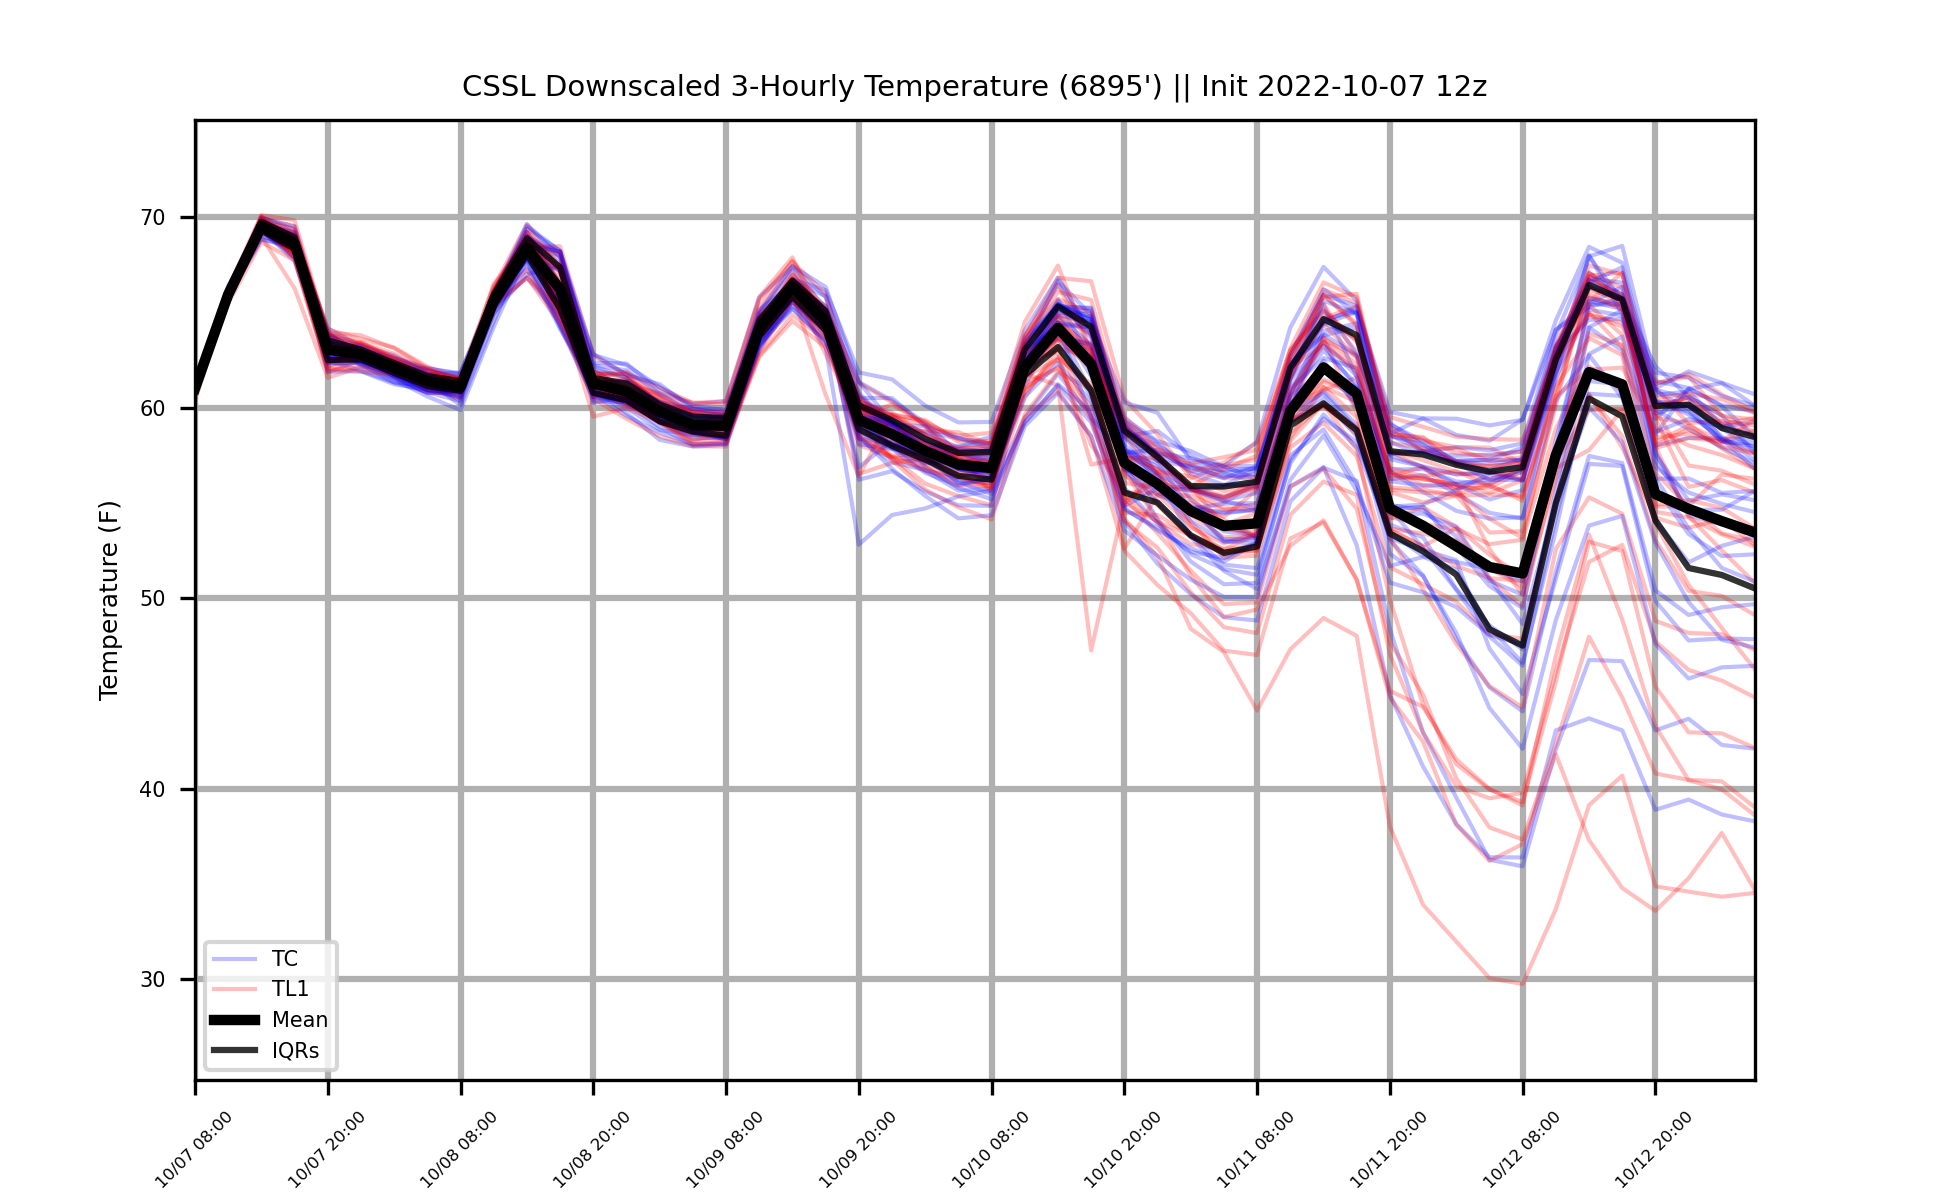 CSSL Downscaled 3-Hourly Temperature (6895') || Init 2022-10-07 12z
Temperature (F)
70
60
50
40
30
TC
TL1
Mean
IQRs
10/07 08:00
10/07 20:00
10/08 08:00
10/08 20:00
10/09 08:00
10/09 20:00
10/10 08:00
10/10 20:00
10/11 08:00
10/11 20:00
10/12 08:00
10/12 20:00